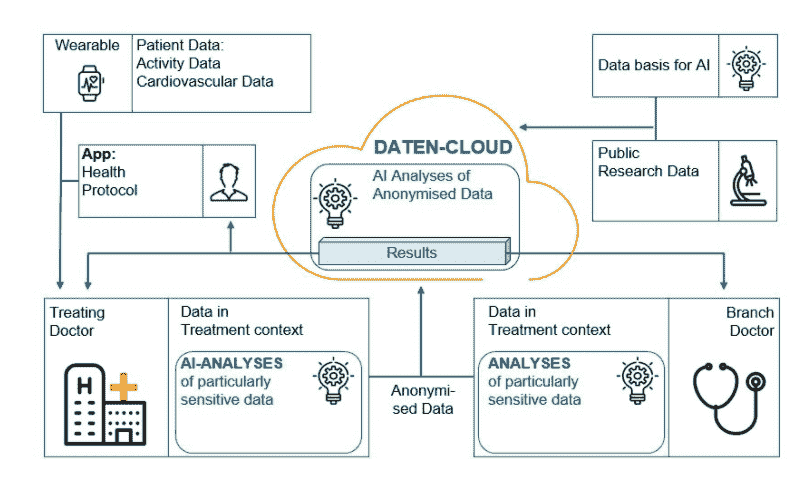 Wearable
Patient Data:
Activity Data
Cardiovascular Data
Data basis for AI
App:
Health
Protocol
DATEN-CLOUD
AI Analyses of
Anonymised Data
Results
Public
Research Data
Treating
Doctor
Data in
Treatment context
AI-ANALYSES
of particularly
sensitive data
H
Anonymi-
sed Data
Data in
Treatment context
ANALYSES
of particularly
sensitive data
Branch
Doctor